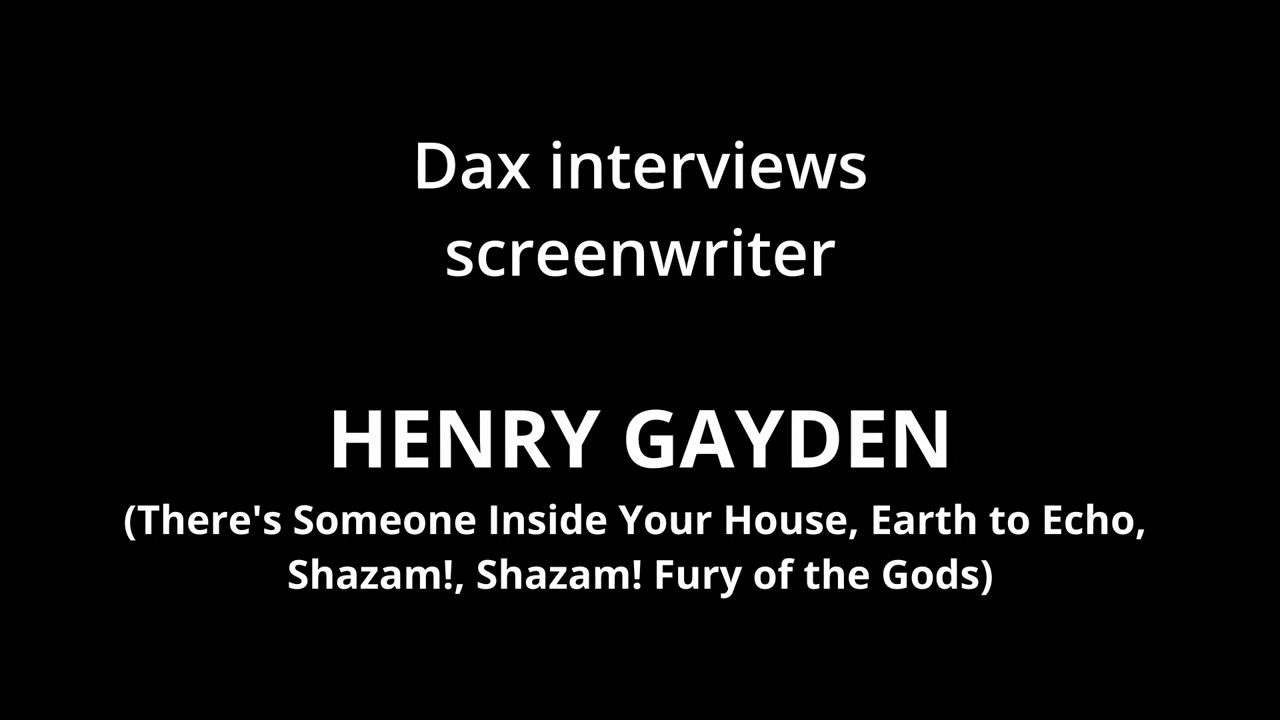 Dax interviews
screenwriter
HENRY GAYDEN
(There's Someone Inside Your House, Earth to Echo,
Shazam!, Shazam! Fury of the Gods)